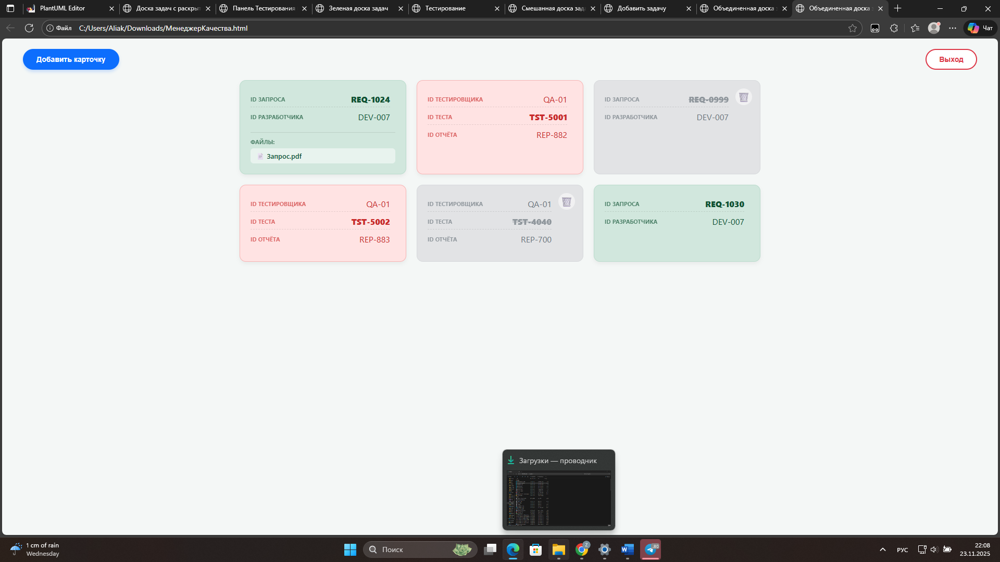 PlantUML Editor
Доска задач с раскры
Панель Тестирования
Зеленая доска задач
Тестирование
Смешанная доска зад
Добавить задачу
Объединенная доска
Объединенная доска
Файл
C:/Users/Aliak/Downloads/МенеджерКачества.html
Чат
Добавить карточку
Выход
ID ЗАПРОСА REQ-1024
ID РАЗРАБОТЧИКА DEV-007
ФАЙЛЫ:
Запрос.pdf
ID ТЕСТИРОВЩИКА QA-01
ID ТЕСТА TST-5001
ID ОТЧЁТА REP-882
ID ЗАПРОСА REQ-0999
ID РАЗРАБОТЧИКА DEV-007
ID ТЕСТИРОВЩИКА QA-01
ID ТЕСТА TST-5002
ID ОТЧЁТА REP-883
ID ТЕСТИРОВЩИКА QA-01
ID ТЕСТА TST-4040
ID ОТЧЁТА REP-700
ID ЗАПРОСА REQ-1030
ID РАЗРАБОТЧИКА DEV-007
Загрузки — проводник
1 cm of rain
Wednesday
Поиск
Z
80
РУС
22:08
23.11.2025